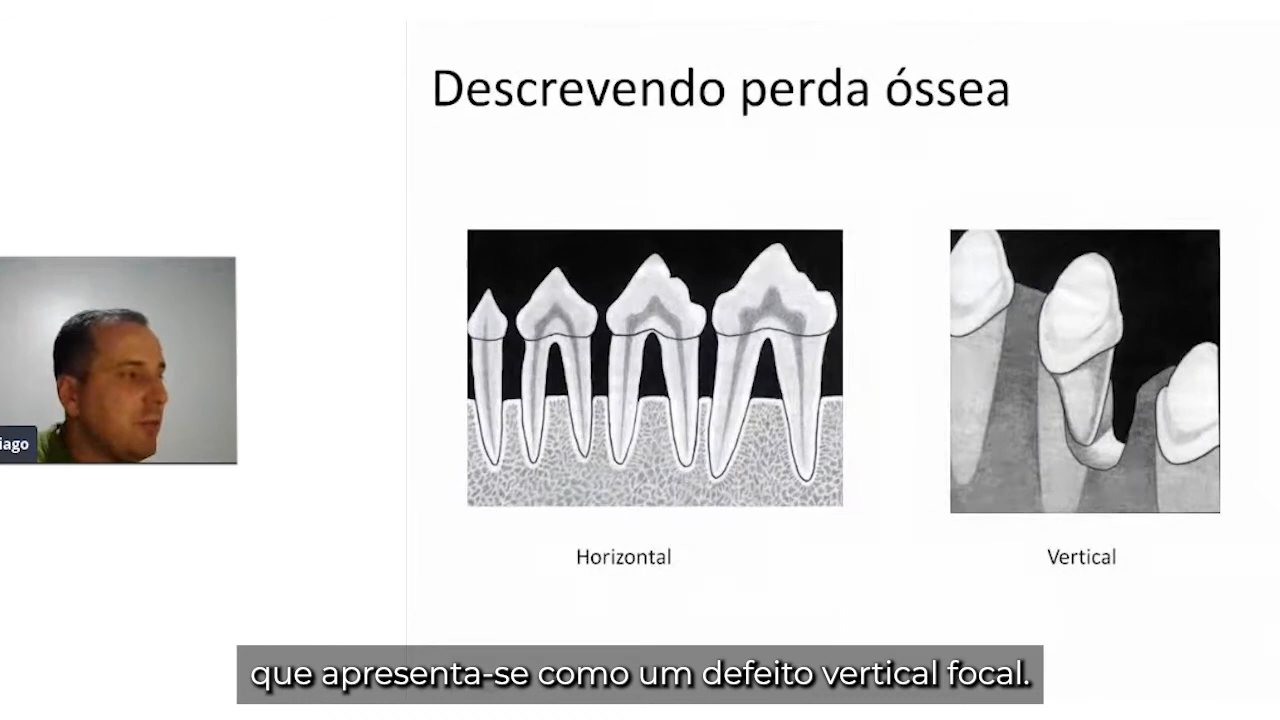 Descrevendo perda óssea
iago
Horizontal
Vertical
que apresenta-se como um defeito vertical focal.